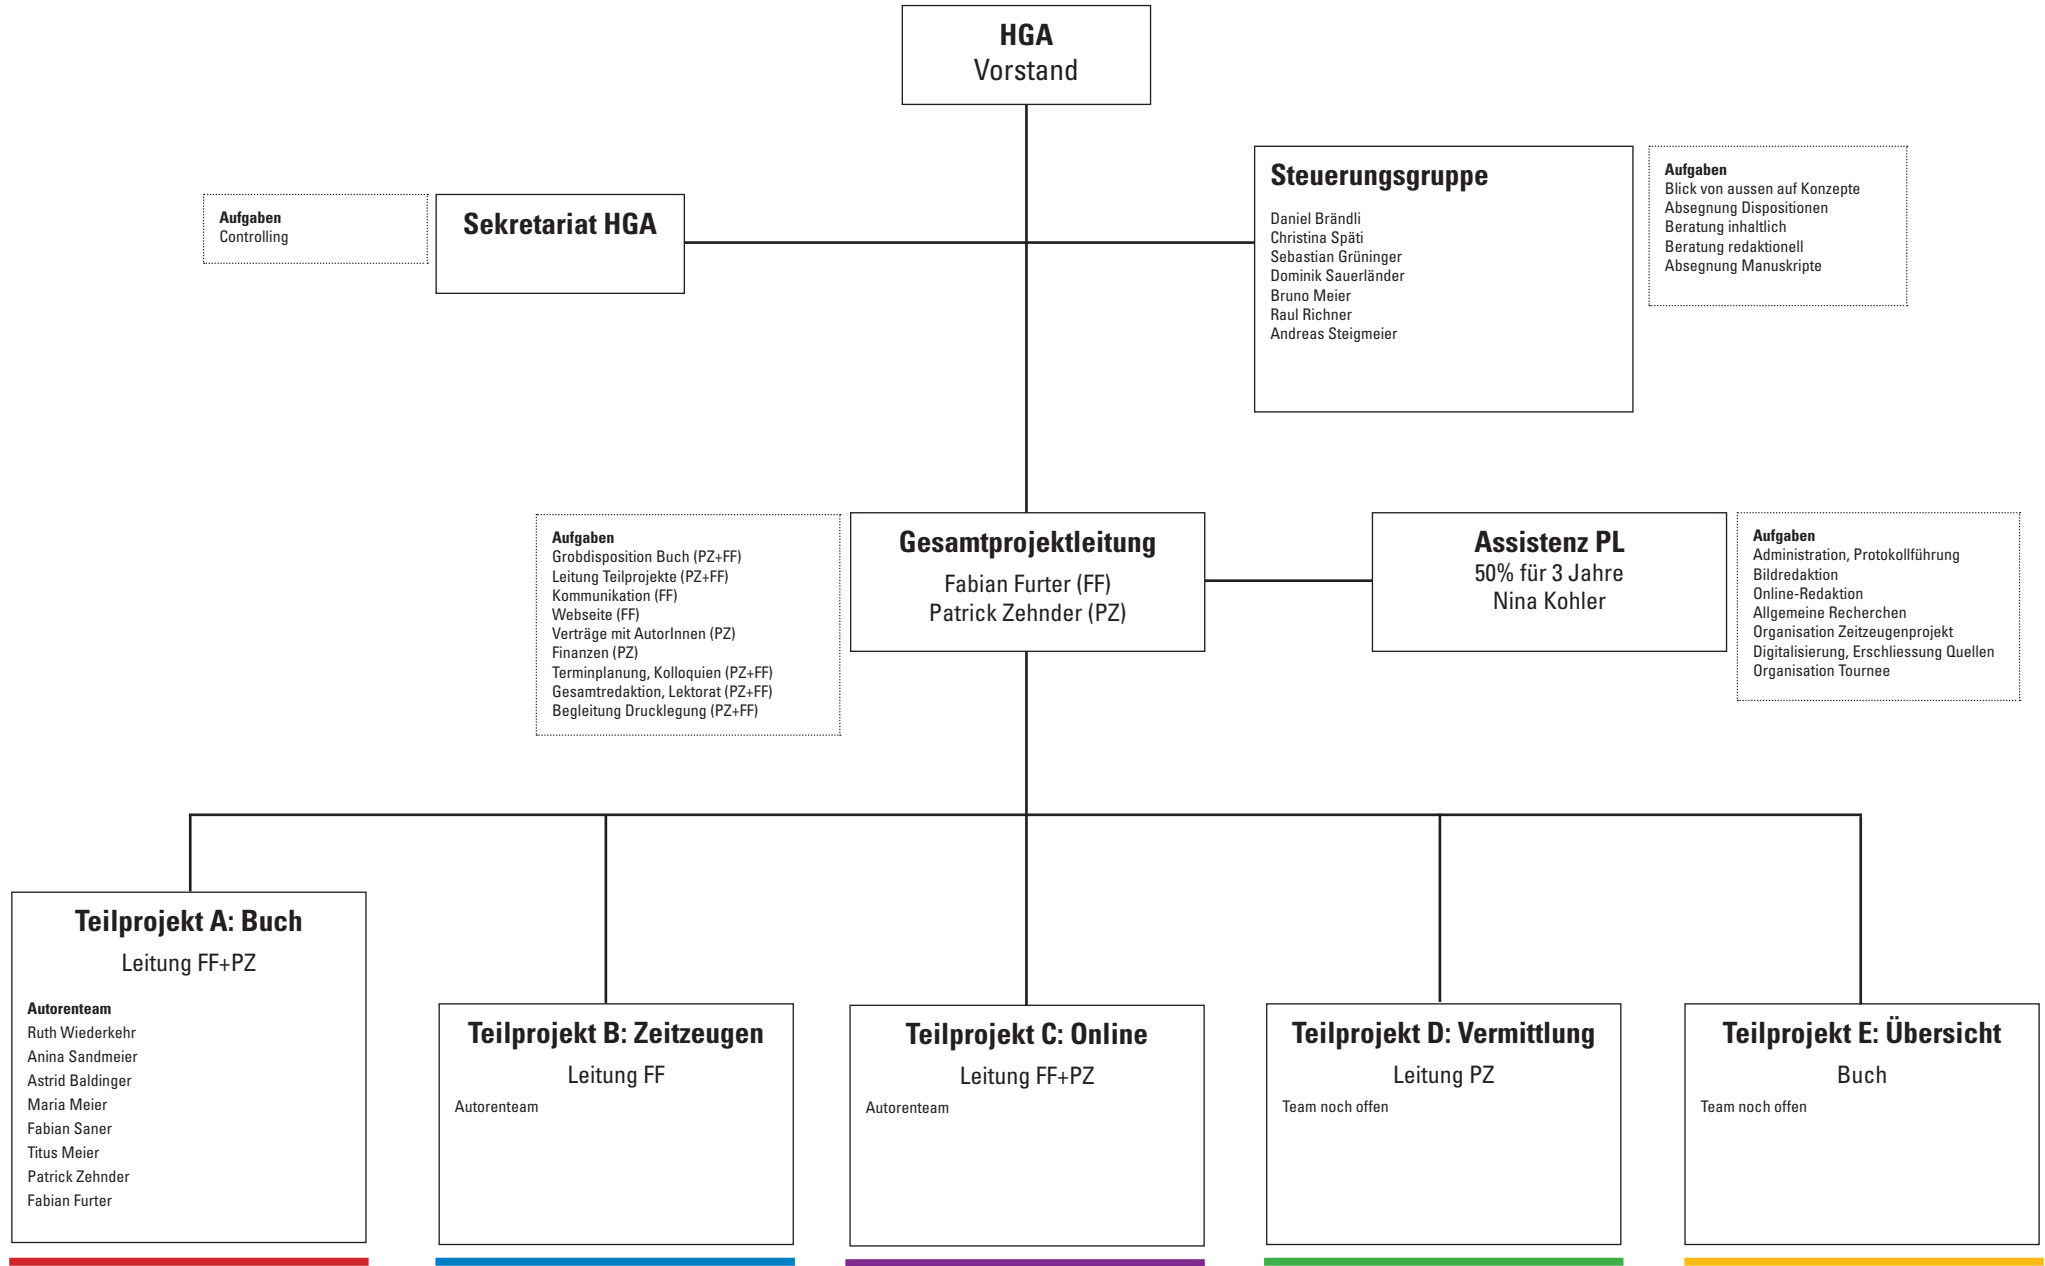 HGA
Vorstand
Aufgaben
Controlling
Sekretariat HGA
Steuerungsgruppe
Daniel Brändli
Christina Späti
Sebastian Grüninger
Dominik Sauerländer
Bruno Meier
Raul Richner
Andreas Steigmeier
Aufgaben
Blick von aussen auf Konzepte
Absegnung Dispositionen
Beratung inhaltlich
Beratung redaktionell
Absegnung Manuskripte
Aufgaben
Grobdisposition Buch (PZ+FF)
Leitung Teilprojekte (PZ+FF)
Kommunikation (FF)
Webseite (FF)
Verträge mit AutorInnen (PZ)
Finanzen (PZ)
Terminplanung, Kolloquien (PZ+FF)
Gesamtredaktion, Lektorat (PZ+FF)
Begleitung Drucklegung (PZ+FF)
Gesamtprojektleitung
Fabian Furter (FF)
Patrick Zehnder (PZ)
Assistenz PL
50% für 3 Jahre
Nina Kohler
Aufgaben
Administration, Protokollführung
Bildredaktion
Online-Redaktion
Allgemeine Recherchen
Organisation Zeitzeugenprojekt
Digitalisierung, Erschliessung Quellen
Organisation Tournee
Teilprojekt A: Buch
Leitung FF+PZ
Autorenteam
Ruth Wiederkehr
Anina Sandmeier
Astrid Baldinger
Maria Meier
Fabian Saner
Titus Meier
Patrick Zehnder
Fabian Furter
Teilprojekt B: Zeitzeugen
Leitung FF
Autorenteam
Teilprojekt C: Online
Leitung FF+PZ
Autorenteam
Teilprojekt D: Vermittlung
Leitung PZ
Team noch offen
Teilprojekt E: Übersicht
Buch
Team noch offen